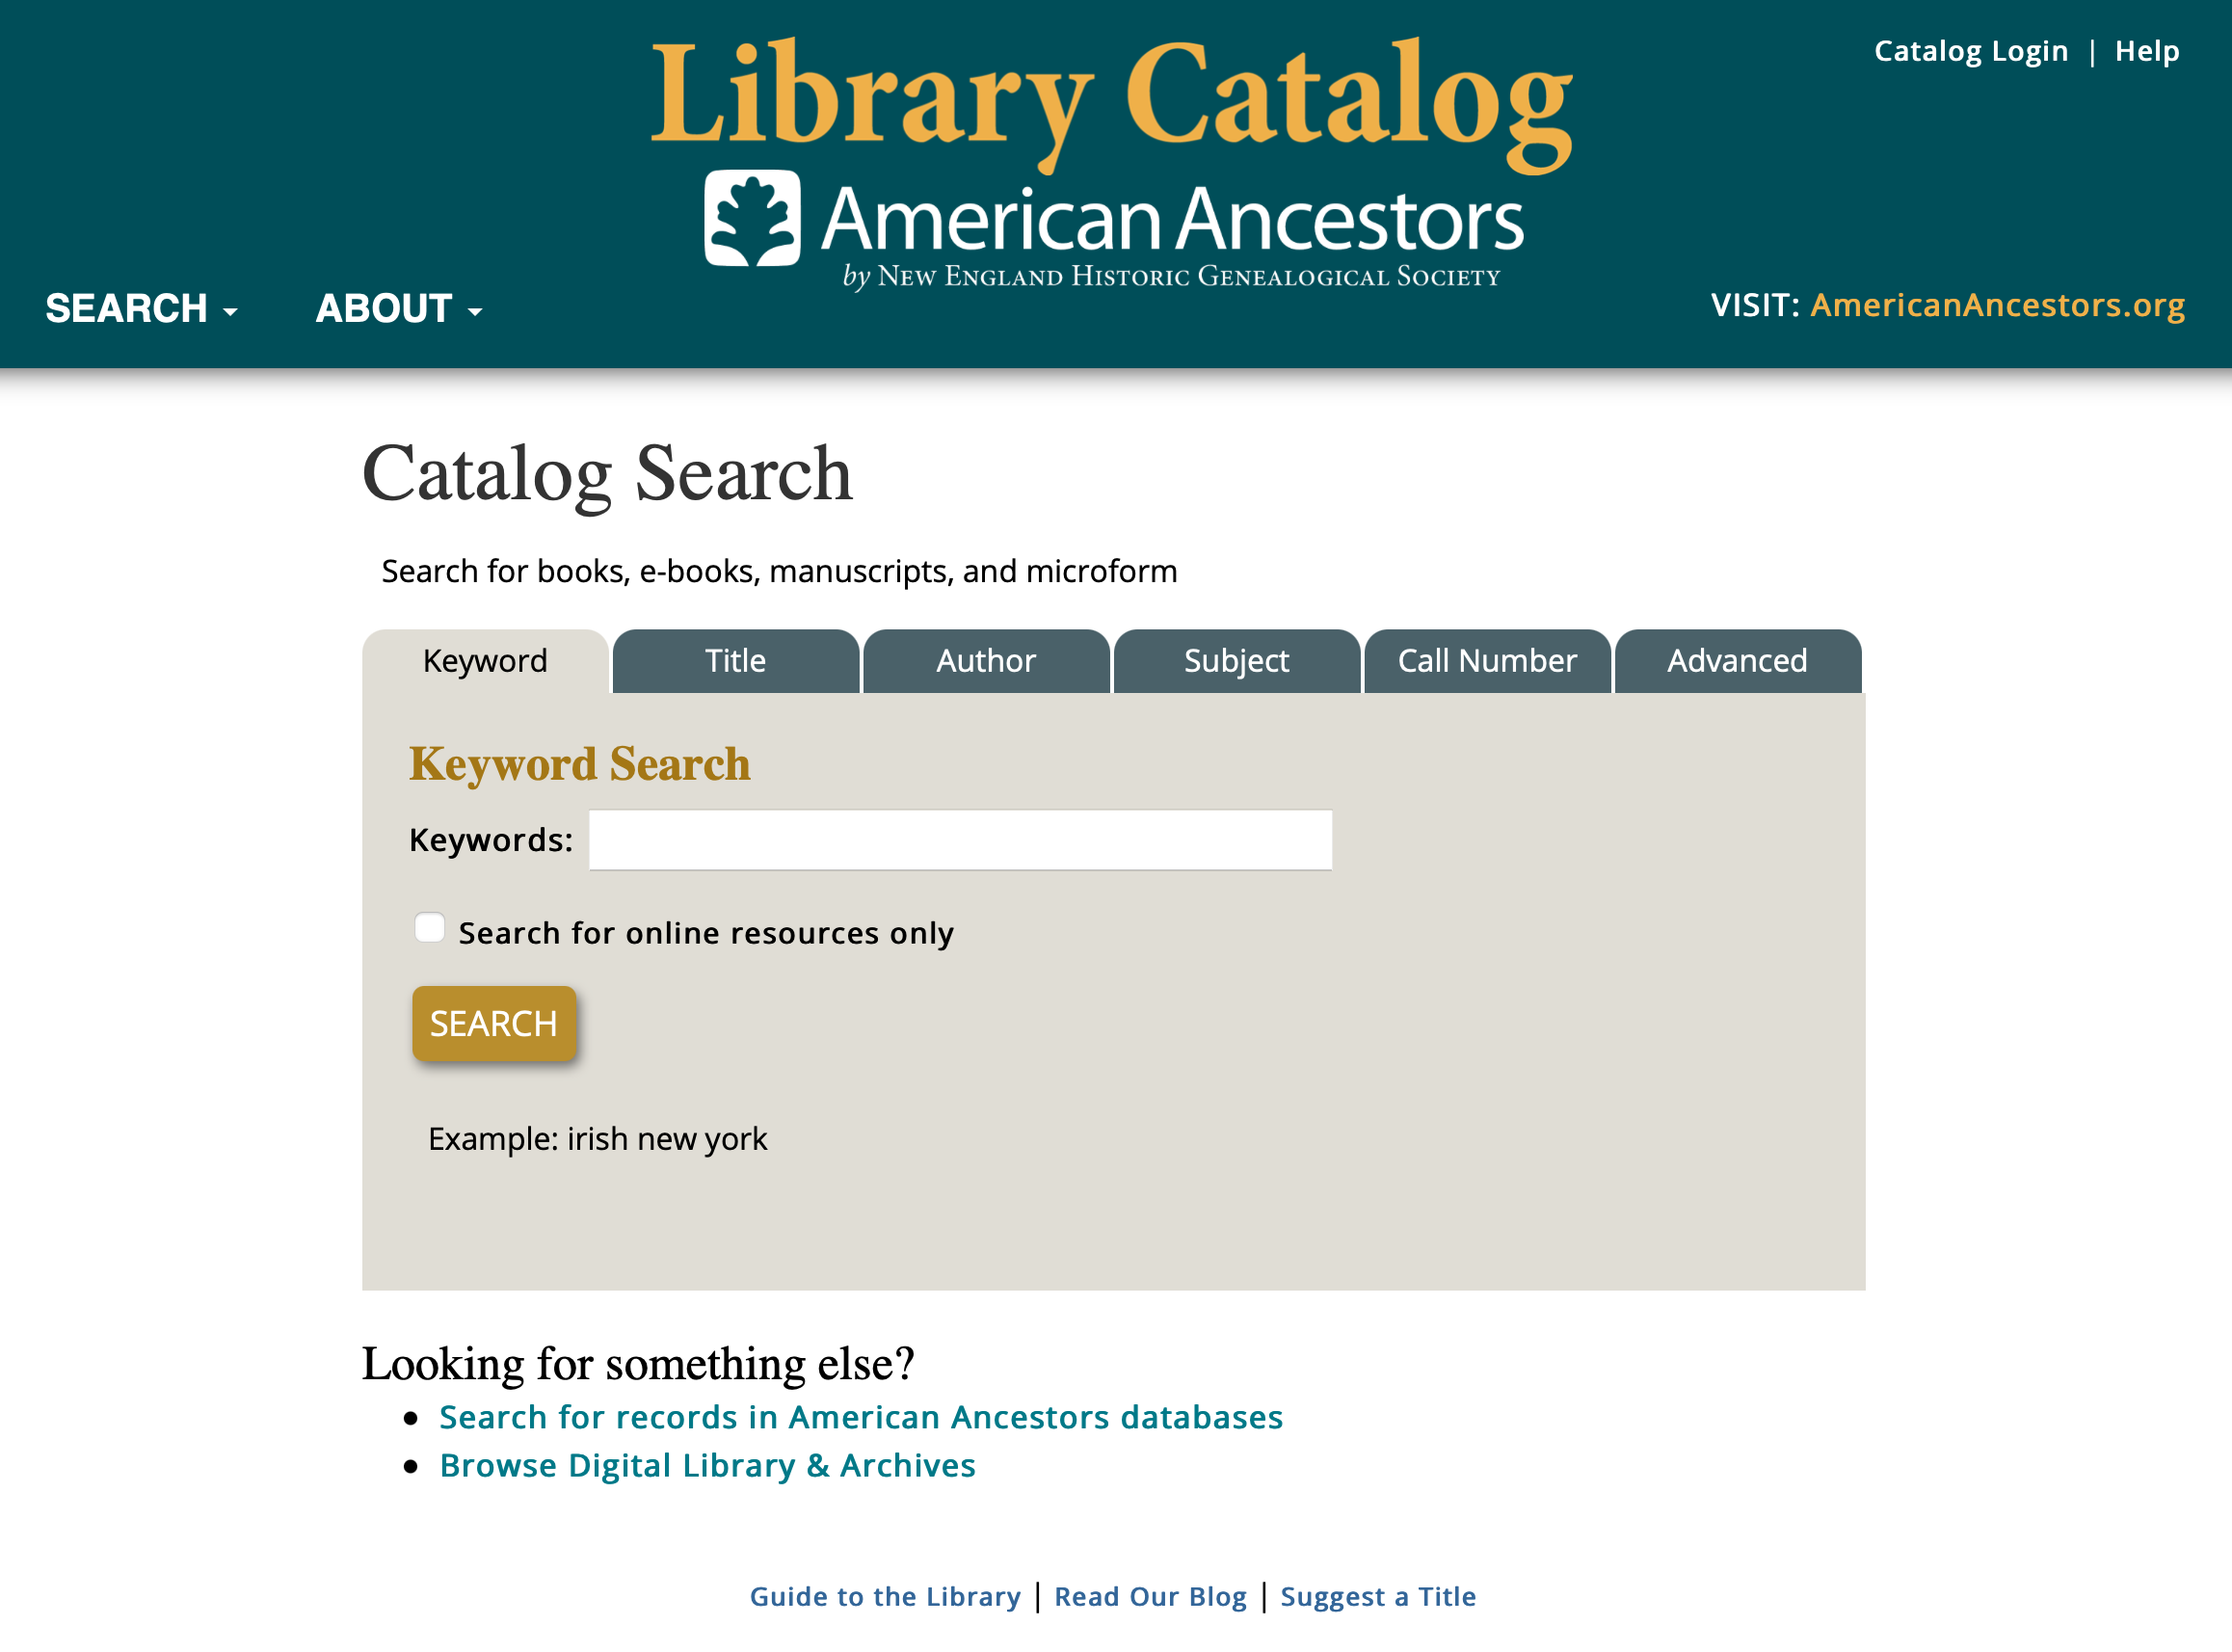 Catalog Login | Help
Library Catalog
American Ancestors
by New England Historic Genealogical Society
SEARCH
ABOUT
VISIT: AmericanAncestors.org
Catalog Search
Search for books, e-books, manuscripts, and microform
Keyword Title Author Subject Call Number Advanced
Keyword Search
Keywords:
Search for online resources only
SEARCH
Example: irish new york
Looking for something else?
• Search for records in American Ancestors databases
• Browse Digital Library & Archives
Guide to the Library | Read Our Blog | Suggest a Title